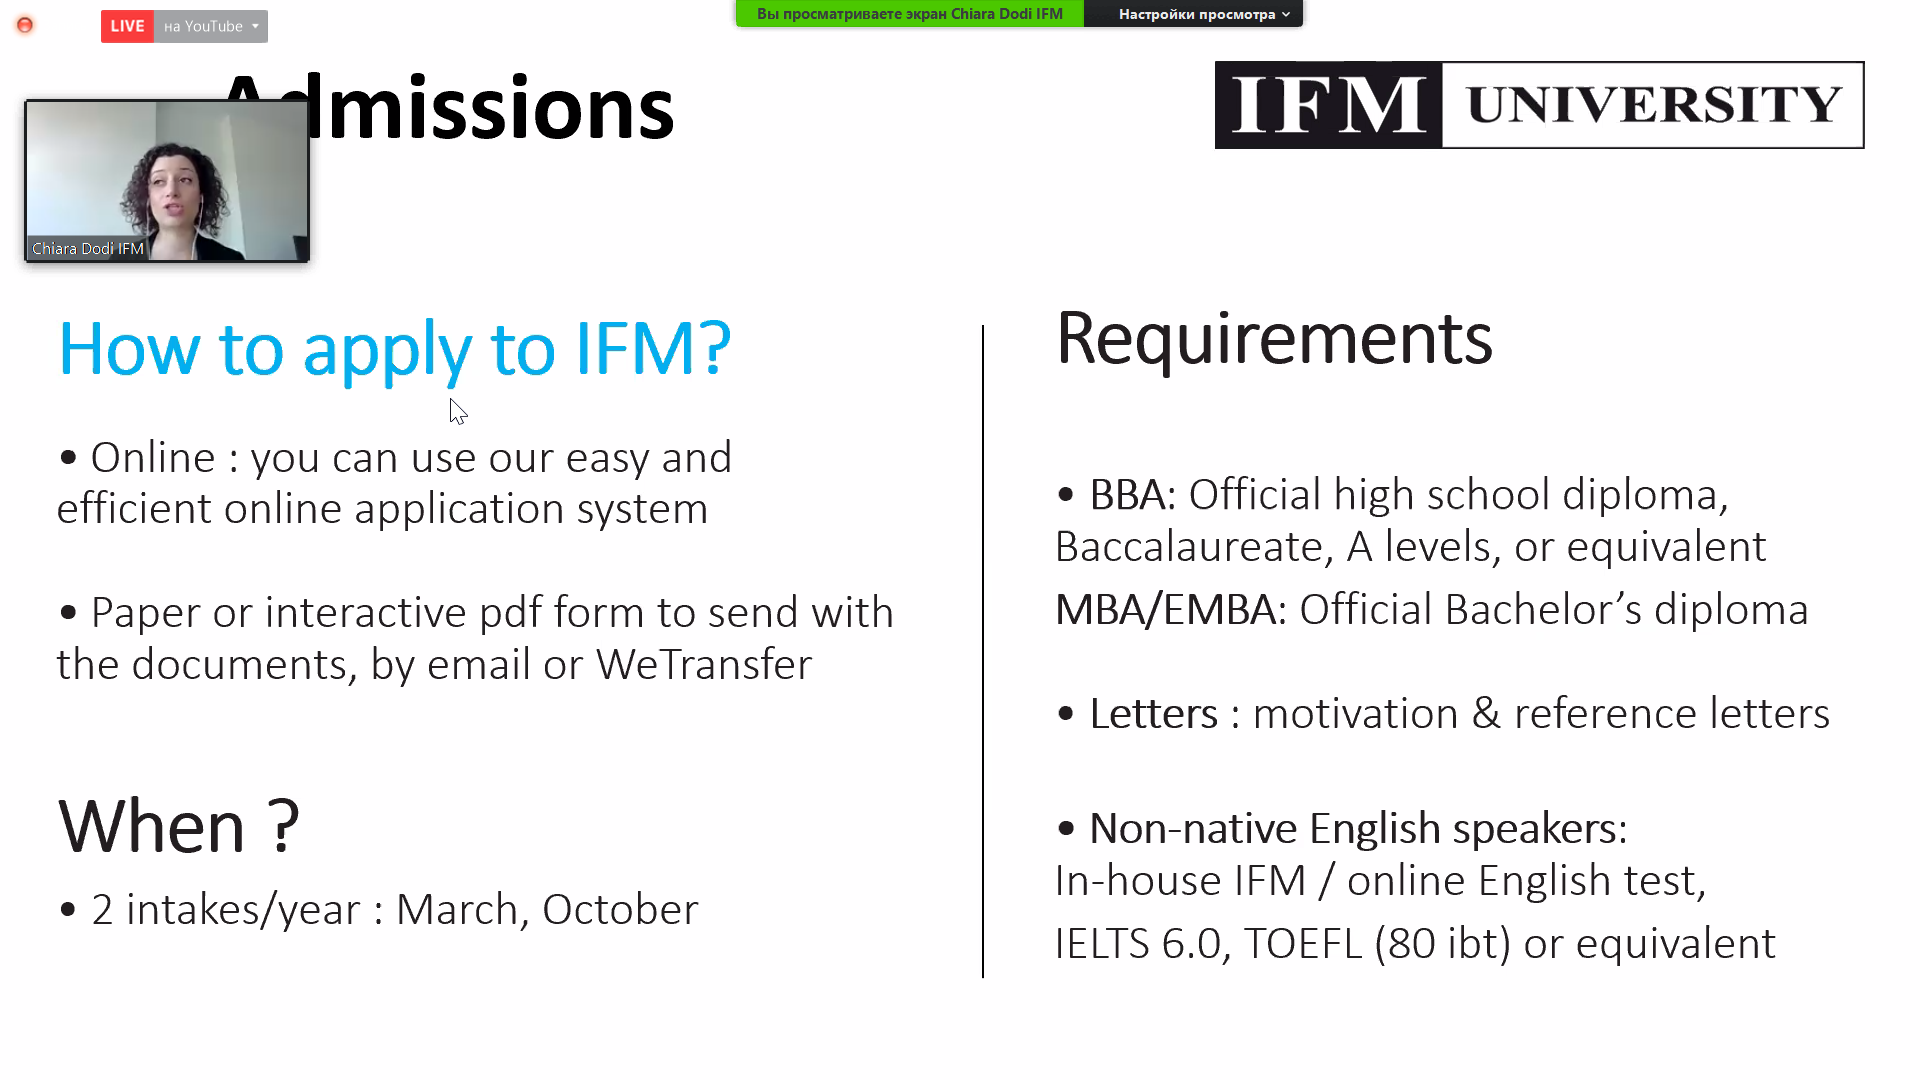 LIVE на YouTube
Вы просматриваете экран Chiara Dodi IFM
Настройки просмотра
Admissions
IFM UNIVERSITY
Chiara Dodi IFM
How to apply to IFM?
• Online : you can use our easy and
efficient online application system
• Paper or interactive pdf form to send with
the documents, by email or WeTransfer
When ?
• 2 intakes/year : March, October
Requirements
• BBA: Official high school diploma,
Baccalaureate, A levels, or equivalent
MBA/EMBA: Official Bachelor’s diploma
• Letters : motivation & reference letters
• Non-native English speakers:
In-house IFM / online English test,
IELTS 6.0, TOEFL (80 ibt) or equivalent